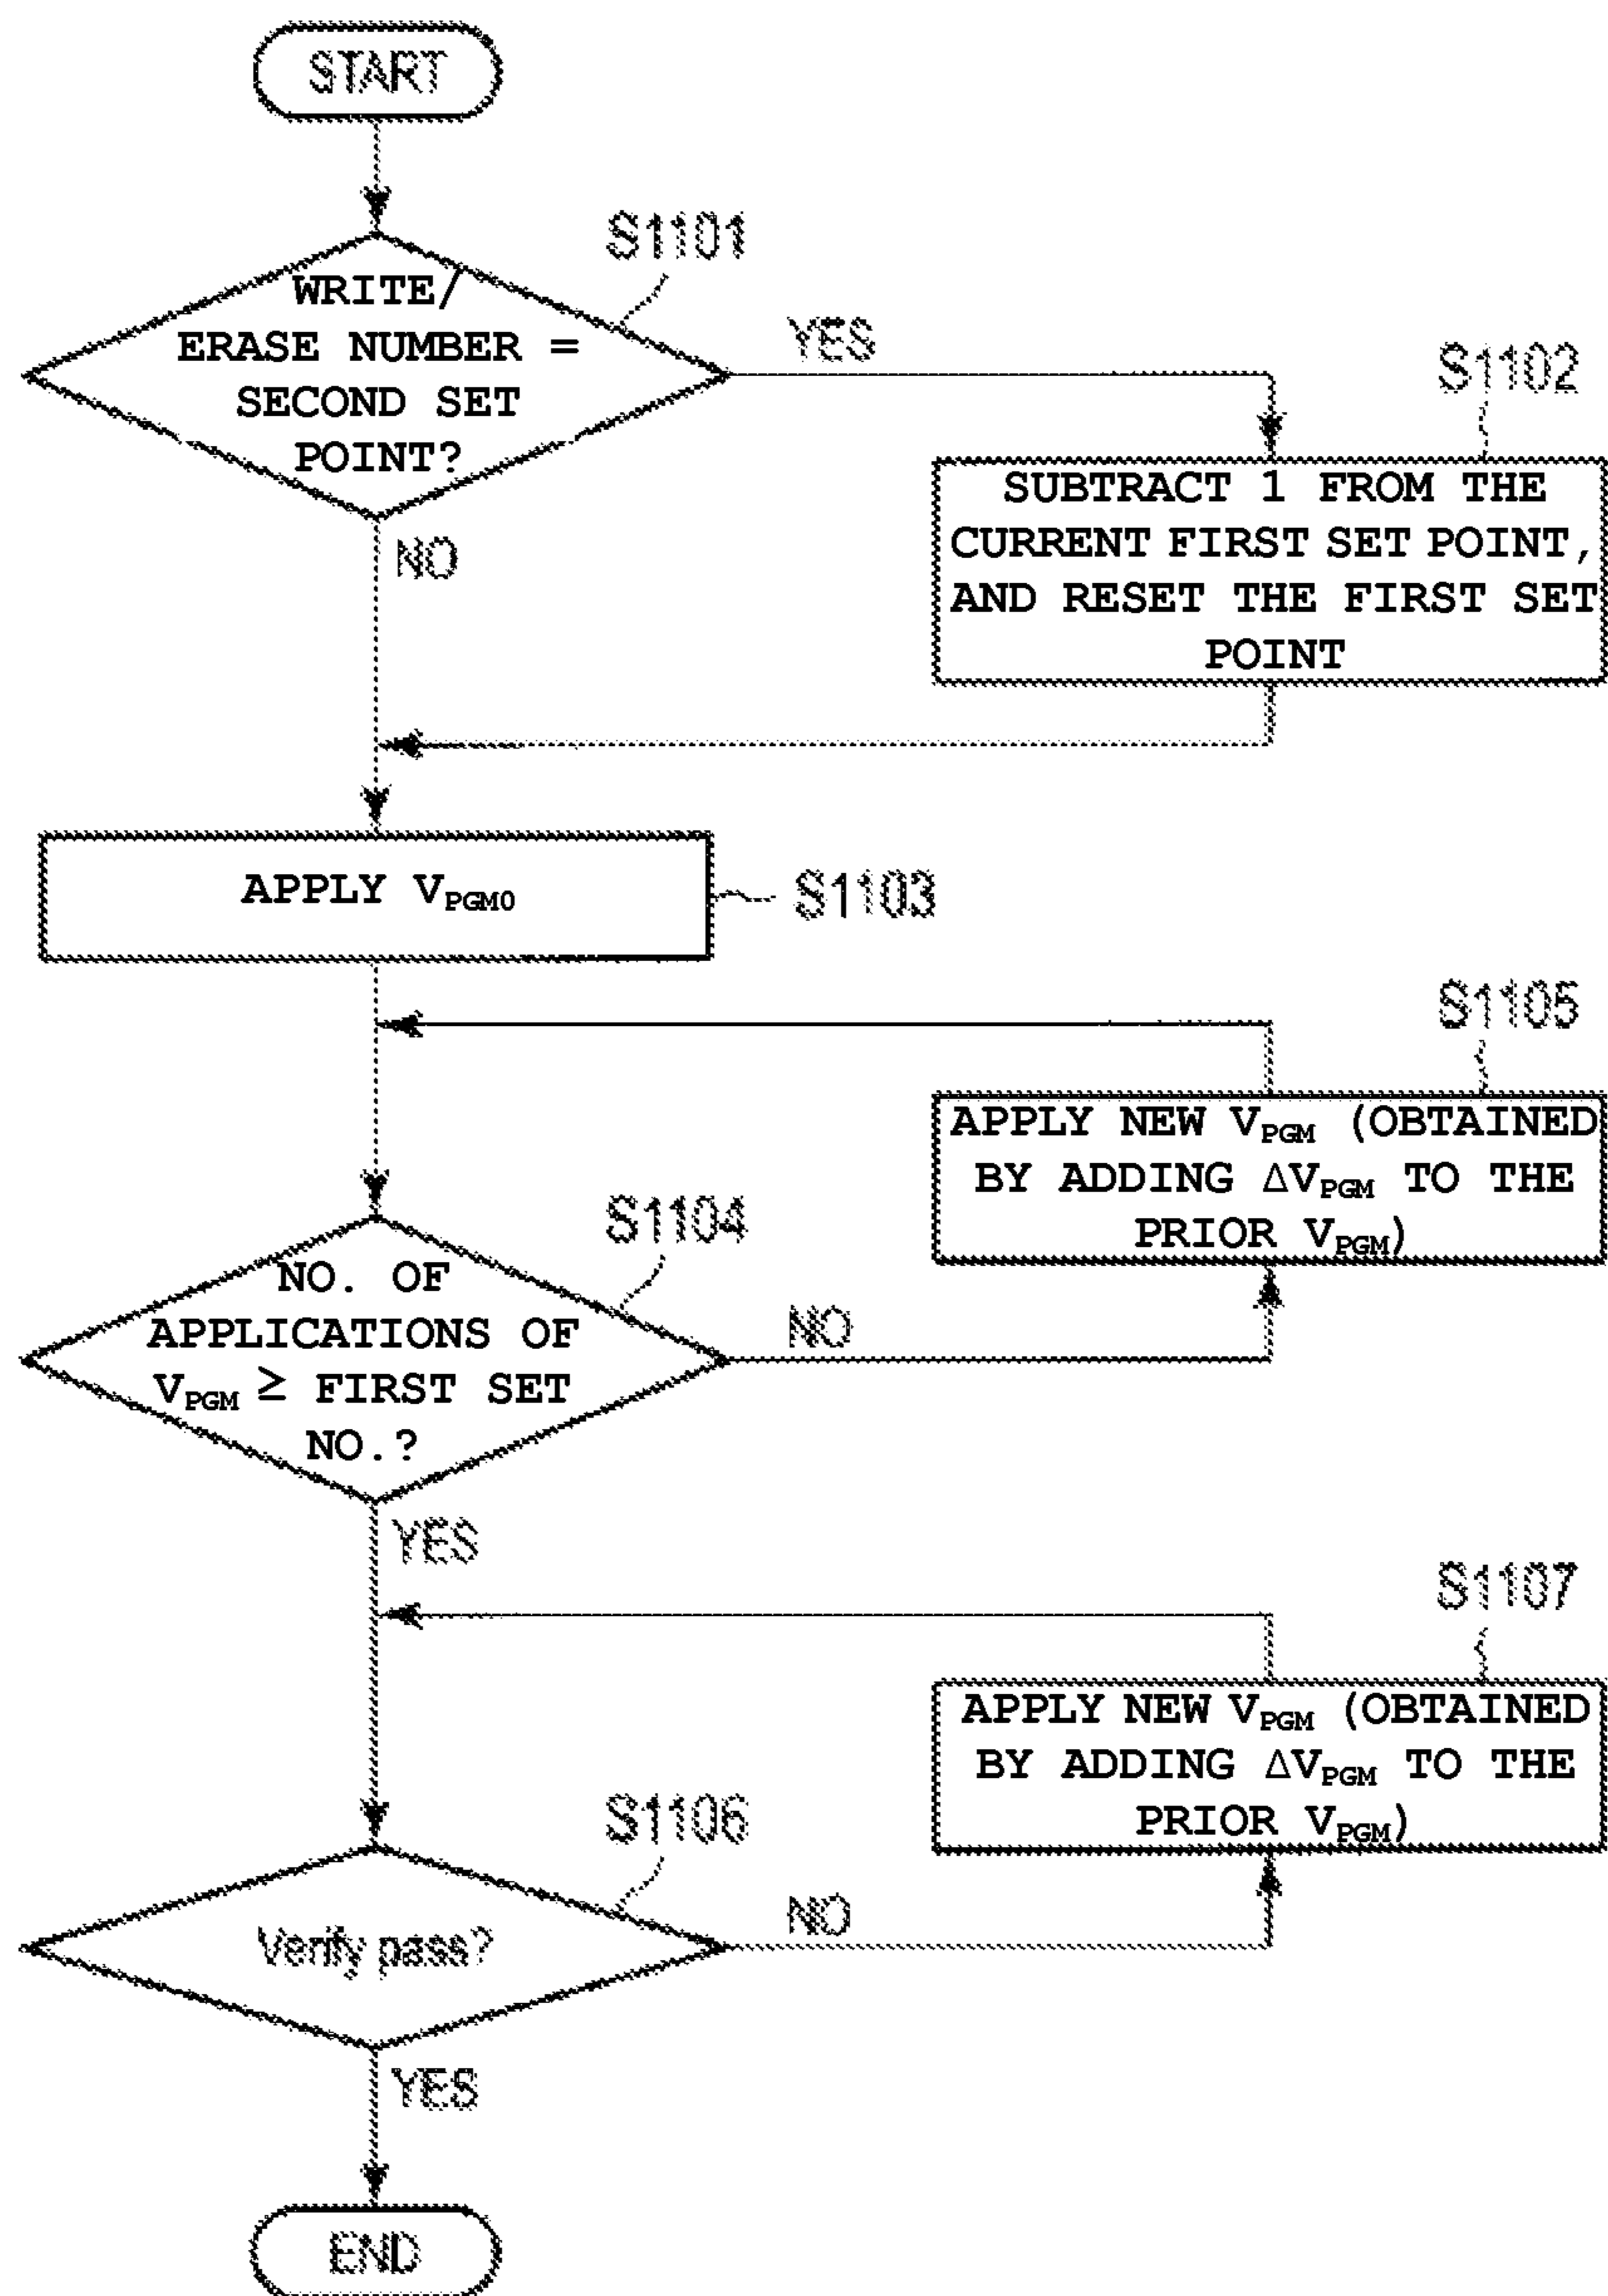 START
S1101
WRITE/
ERASE NUMBER =
SECOND SET
POINT?
YES
NO
S1102
SUBTRACT 1 FROM THE
CURRENT FIRST SET POINT,
AND RESET THE FIRST SET
POINT
APPLY VPGM0
S1103
S1105
APPLY NEW VPGM (OBTAINED
BY ADDING ΔVPGM TO THE
PRIOR VPGM)
S1104
NO. OF
APPLICATIONS OF
VPGM ≥ FIRST SET
NO.?
NO
YES
S1107
APPLY NEW VPGM (OBTAINED
BY ADDING ΔVPGM TO THE
PRIOR VPGM)
S1106
Verify pass?
NO
YES
END